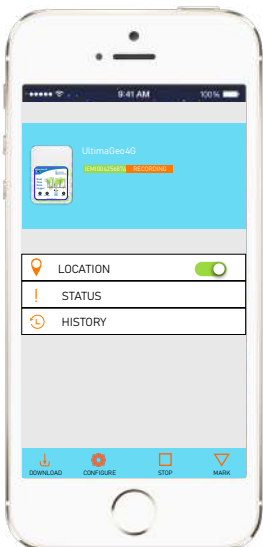 9:41 AM 100%
UltimaGeo4G
RECORDING
LOCATION
STATUS
HISTORY
DOWNLOAD CONFIGURE STOP MARK